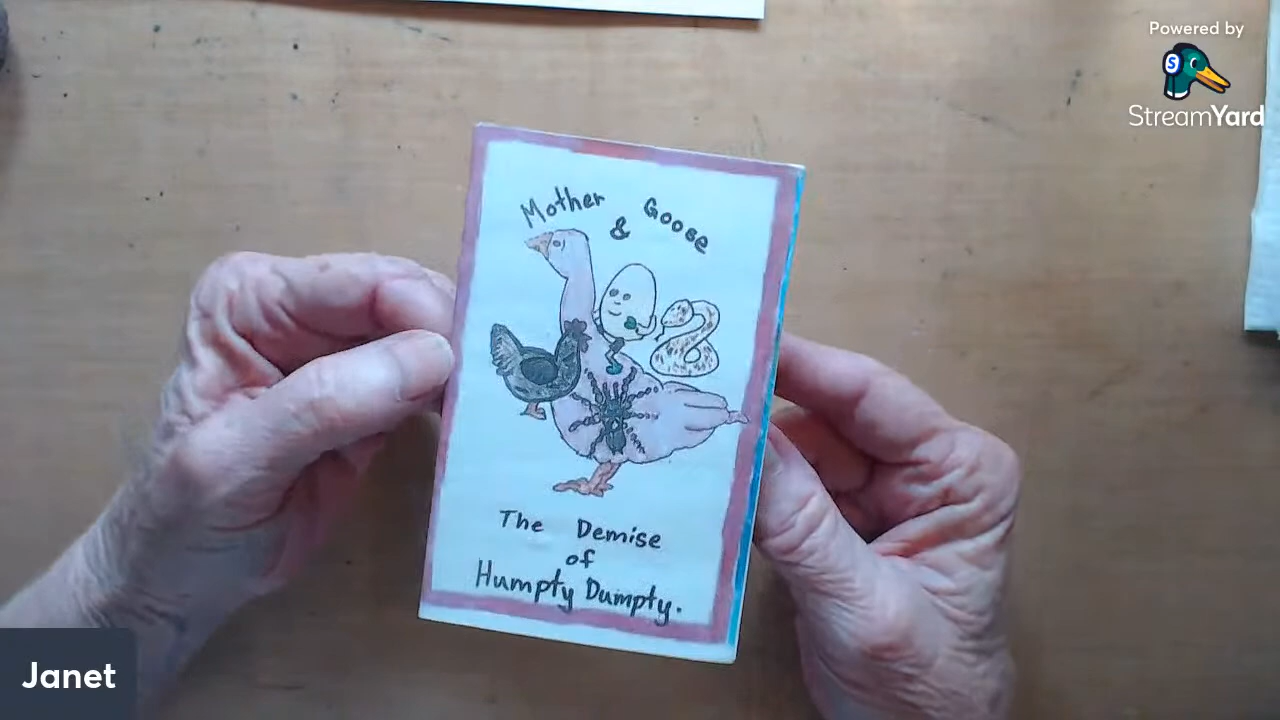 Powered by
S
StreamYard
Mother Goose
&
The Demise
of
Humpty Dumpty.
Janet